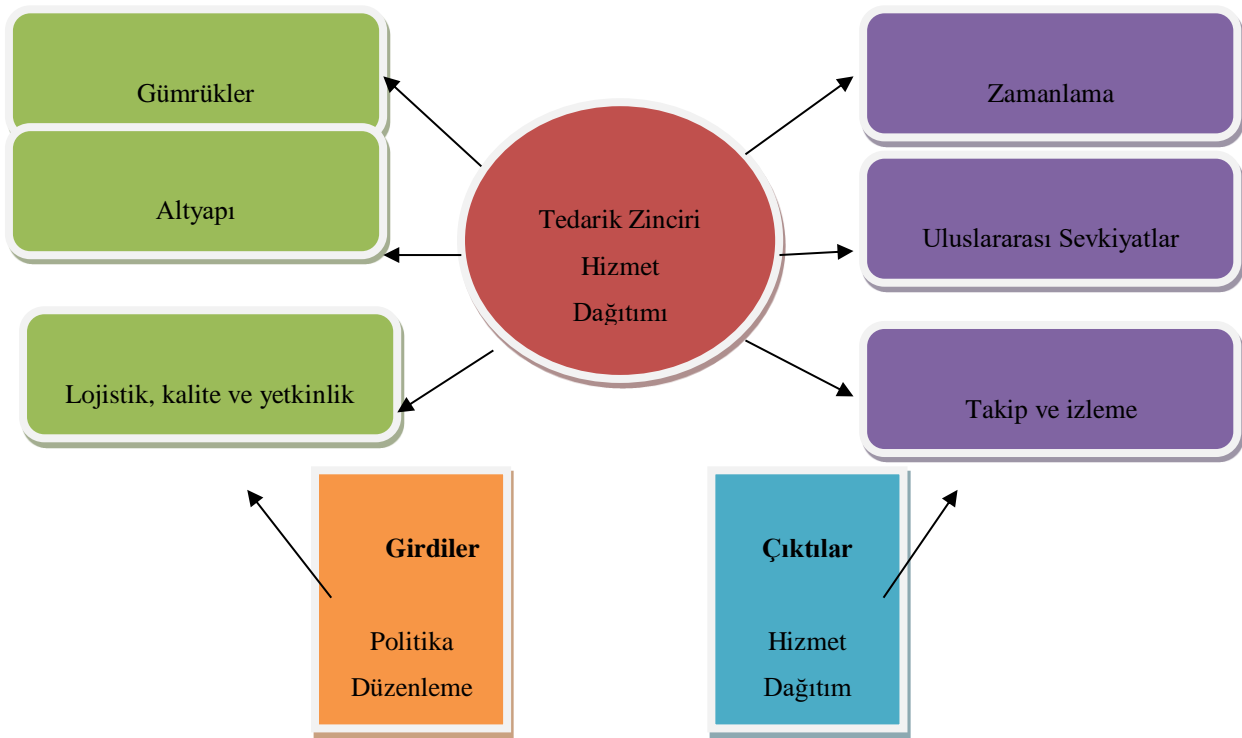 Gümrükler
Altyapı
Lojistik, kalite ve yetkinlik
Tedarik Zinciri
Hizmet
Dağıtımı
Zamanlama
Uluslararası Sevkiyatlar
Takip ve izleme
Girdiler
Politika
Düzenleme
Çıktılar
Hizmet
Dağıtım